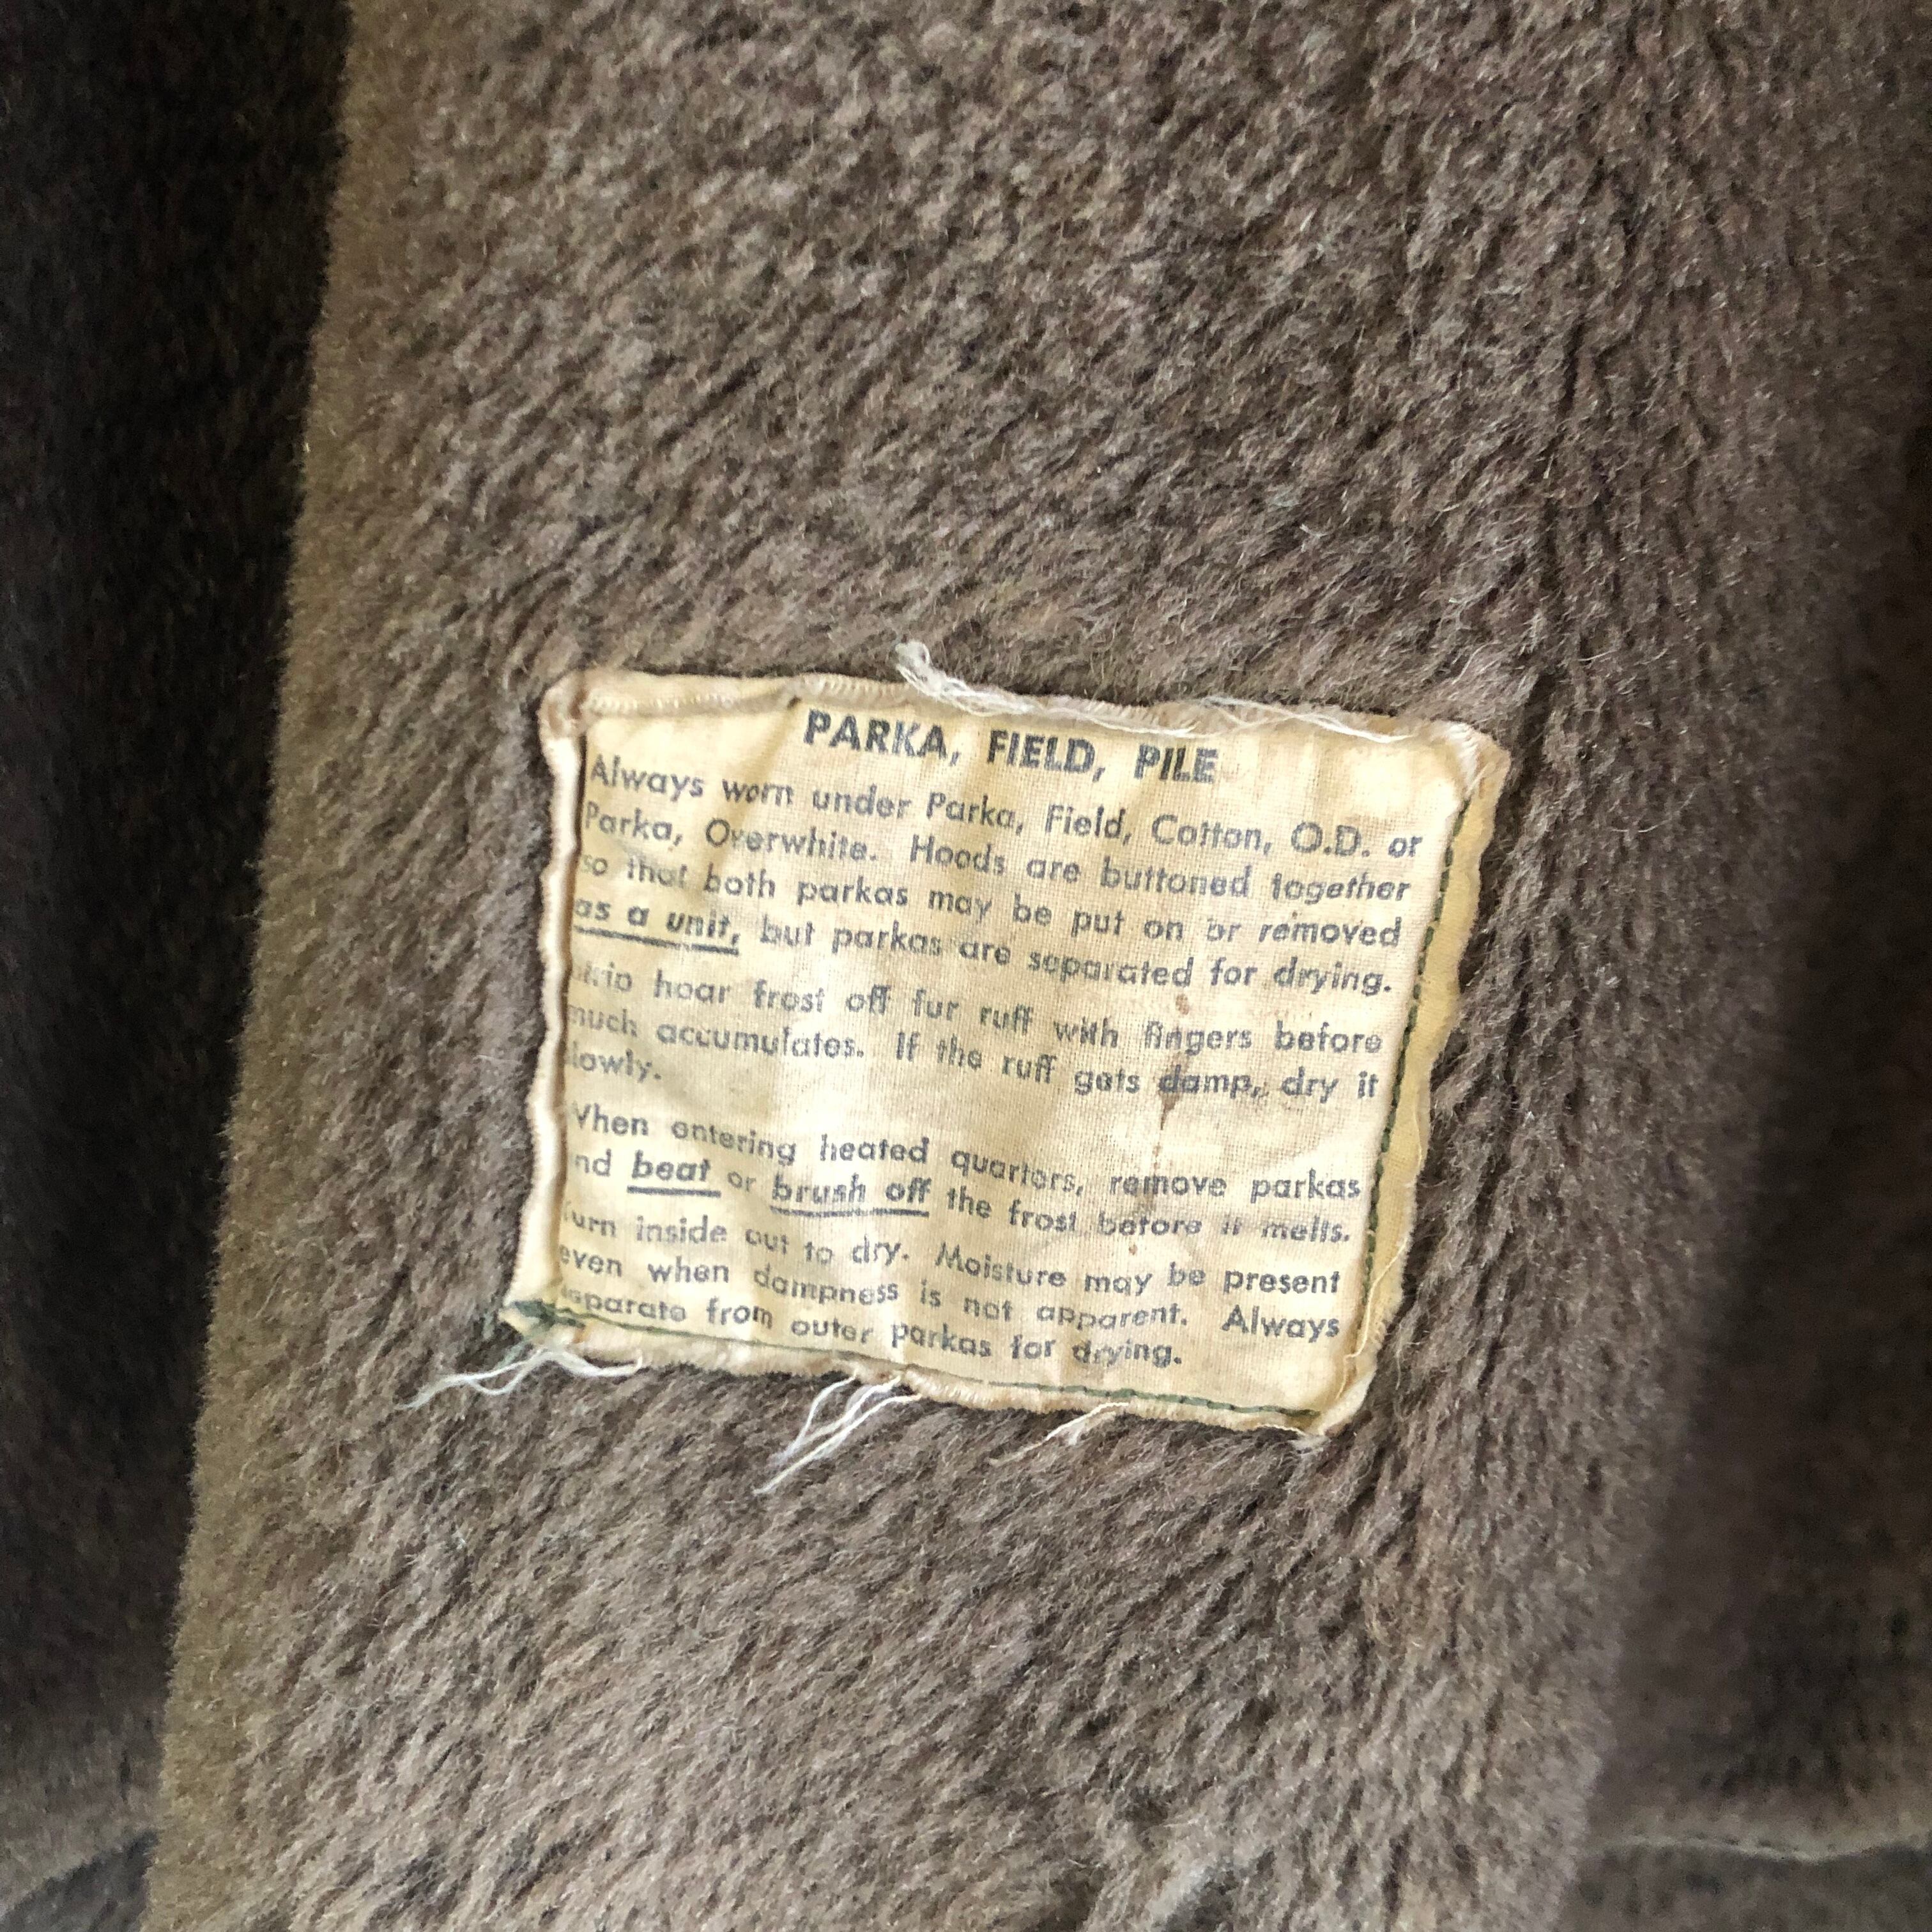 PARKA, FIELD, PILE
Always worn under Parka, Field, Cotton, O.D. or
Parka, Overwhite. Hoods are buttoned together
so that both parkas may be put on or removed
as a unit, but parkas are separated for drying.
hoar frost off fur ruff with fingers before
much accumulates. If the ruff gets damp, dry it
lowly.
When entering heated quarters, remove parkas
nd beat or brush off the frost before it melts.
Turn inside out to dry. Moisture may be present
even when dampness is not apparent. Always
separate from outer parkas for drying.